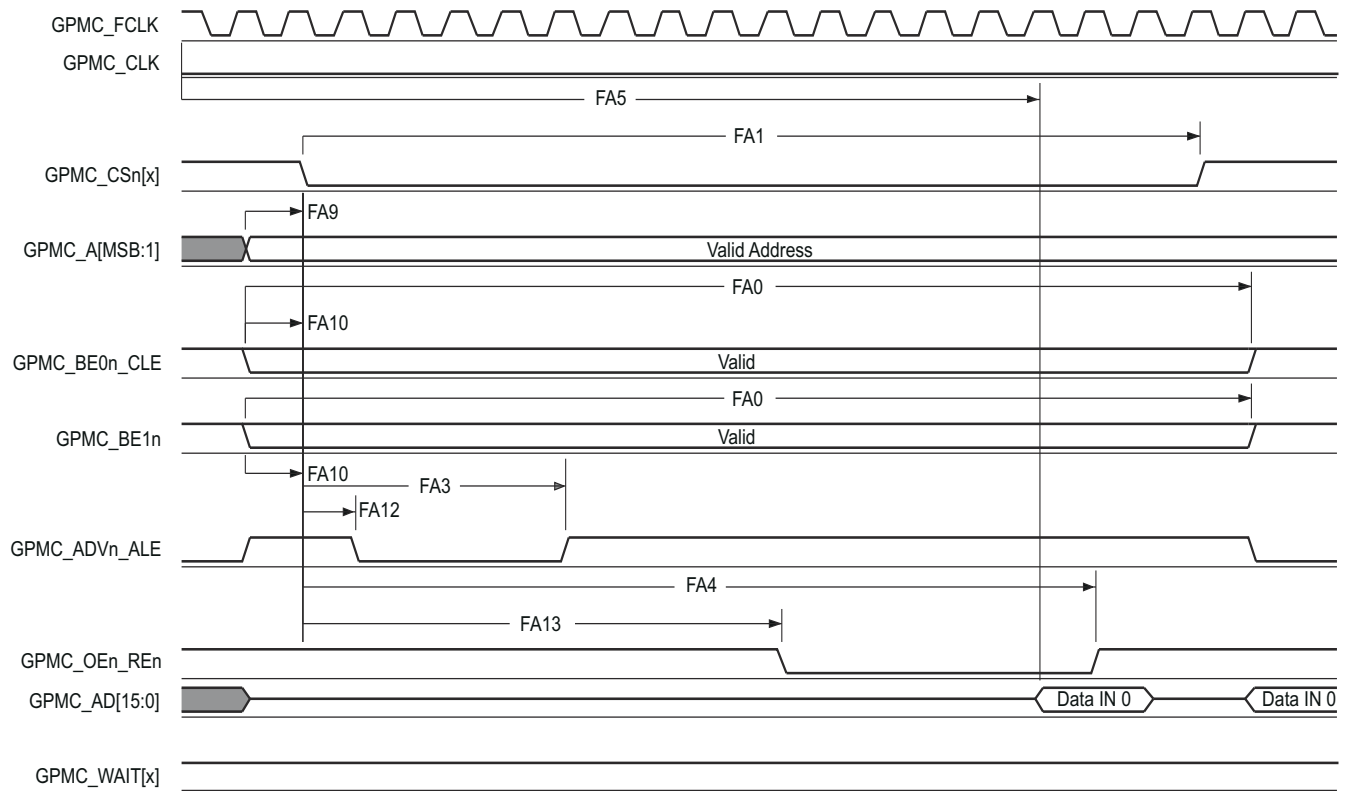 GPMC_FCLK
GPMC_CLK
FA5
FA1
GPMC_CSn[x]
FA9
GPMC_A[MSB:1]
Valid Address
FA0
FA10
GPMC_BE0n_CLE
Valid
FA0
GPMC_BE1n
Valid
FA10
FA3
FA12
GPMC_ADVn_ALE
FA4
FA13
GPMC_OEn_REn
GPMC_AD[15:0]
Data IN 0
Data IN 0
GPMC_WAIT[x]